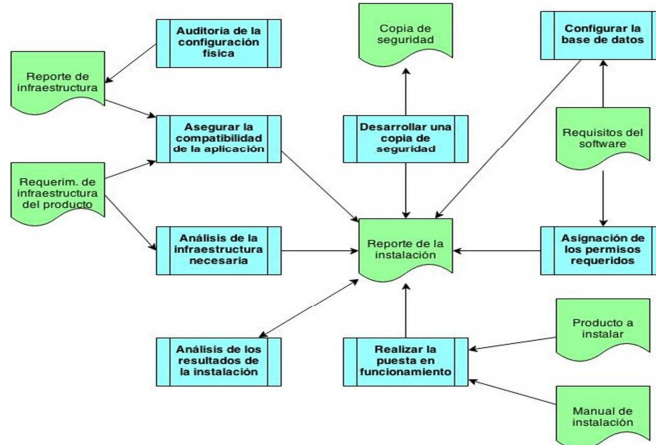 Auditoría de la
configuración
física
Copia de
seguridad
Configurar la
base de datos
Reporte de
infraestructura
Asegurar la
compatibilidad
de la aplicación
Desarrollar una
copia de
seguridad
Requisitos del
software
Requerim. de
infraestructura
del producto
Análisis de la
infraestructura
necesaria
Reporte de la
instalación
Asignación de
los permisos
requeridos
Análisis de los
resultados de
la instalación
Realizar la
puesta en
funcionamiento
Producto a
instalar
Manual de
instalación